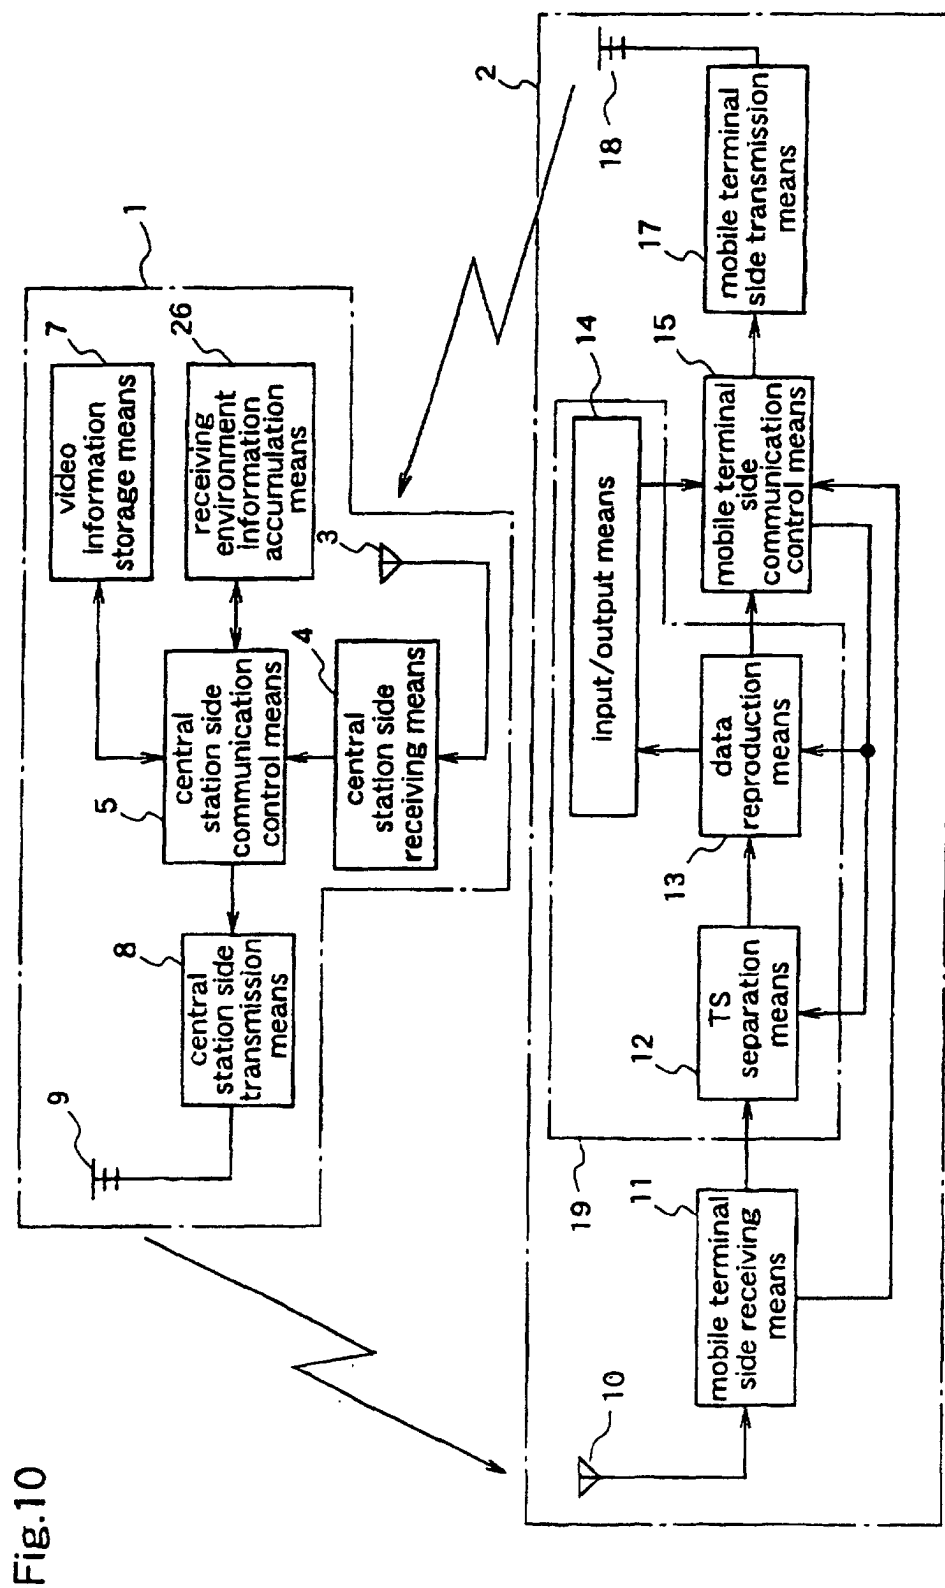 Fig.10
1
9
8
central
station side
transmission
means
5
central
station side
communication
control means
7
video
information
storage means
26
receiving
environment
information
accumulation
means
4
central
station side
receiving means
3
2
10
11
mobile terminal
side receiving
means
19
12
TS
separation
means
13
data
reproduction
means
14
input/output means
15
mobile terminal
side
communication
control means
17
mobile terminal
side transmission
means
18